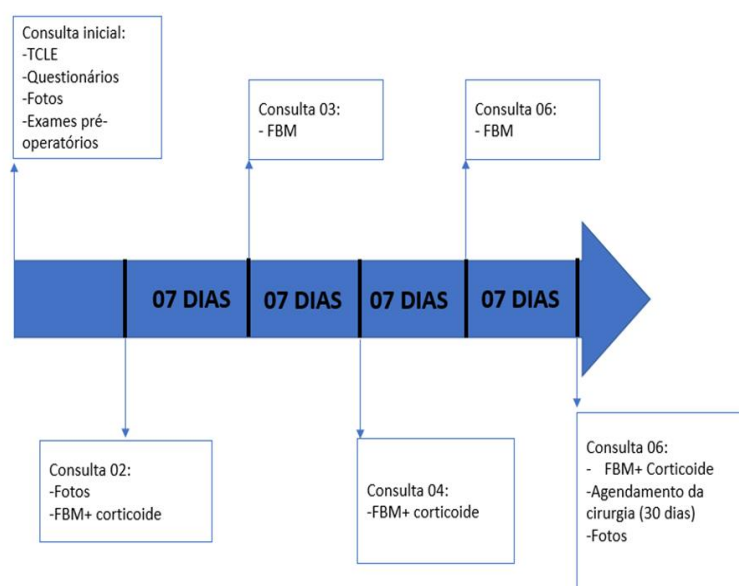 Consulta inicial:
-TCLE
-Questionários
-Fotos
-Exames pré-
operatórios
Consulta 03:
- FBM
Consulta 06:
- FBM
07 DIAS
07 DIAS
07 DIAS
07 DIAS
Consulta 02:
-Fotos
-FBM+ corticoide
Consulta 04:
-FBM+ corticoide
Consulta 06:
- FBM+ Corticoide
-Agendamento da
cirurgia (30 dias)
-Fotos